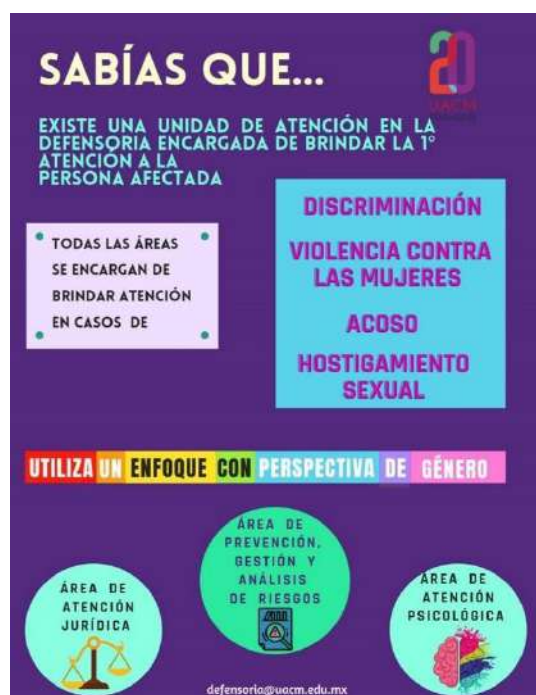 SABÍAS QUE...
20
UACM
EXISTE UNA UNIDAD DE ATENCIÓN EN LA
DEFENSORIA ENCARGADA DE BRINDAR LA 1º
ATENCIÓN A LA
PERSONA AFECTADA
TODAS LAS ÁREAS
SE ENCARGAN DE
BRINDAR ATENCIÓN
EN CASOS DE
DISCRIMINACIÓN
VIOLENCIA CONTRA
LAS MUJERES
ACOSO
HOSTIGAMIENTO
SEXUAL
UTILIZA UN ENFOQUE CON PERSPECTIVA DE GÉNERO
ÁREA DE
PREVENCIÓN,
GESTIÓN Y
ANÁLISIS
DE RIESGOS
ÁREA DE
ATENCIÓN
JURÍDICA
ÁREA DE
ATENCIÓN
PSICOLÓGICA
defensoria@uacm.edu.mx